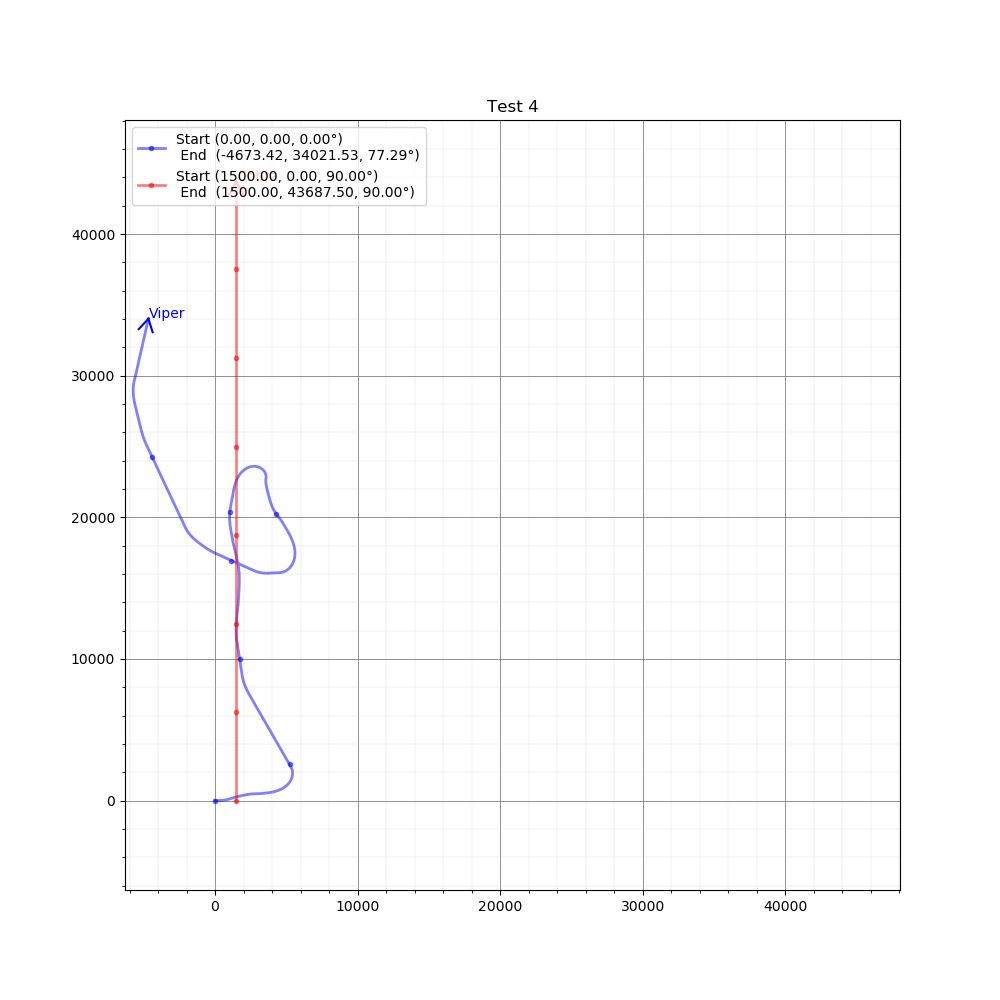 Test 4
Start (0.00, 0.00, 0.00°)
End  (-4673.42, 34021.53, 77.29°)
Start (1500.00, 0.00, 90.00°)
End  (1500.00, 43687.50, 90.00°)
40000
Viper
30000
20000
10000
0
0 10000 20000 30000 40000